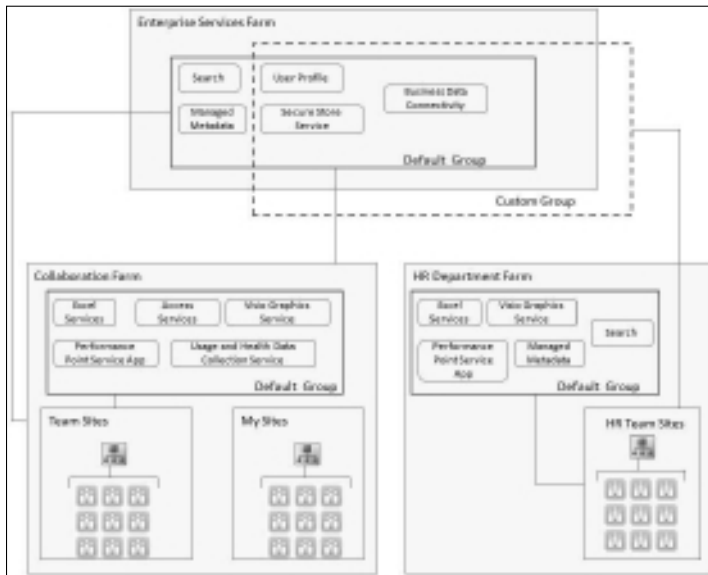 Enterprise Services Farm
Search
User Profile
Business Data
Connectivity
Managed
Metadata
Secure Store
Service
Default Group
Custom Group
Collaboration Farm
Excel
Services
Access
Services
Visio Graphics
Service
Performance
Point Service App
Usage and Health Data
Collection Service
Default Group
Team Sites
My Sites
HR Department Farm
Excel
Services
Visio Graphics
Service
Search
Performance
Point Service
App
Managed
Metadata
Default Group
HR Team Sites